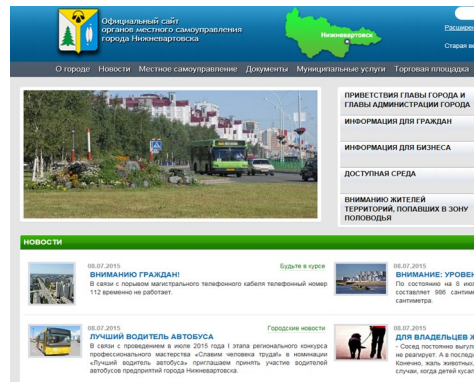 Официальный сайт
органов местного самоуправления
города Нижневартовска
Нижневартовск
Старая
О городе Новости Местное самоуправление Документы Муниципальные услуги Торговая площадка
ПРИВЕТСТВИЯ ГЛАВЫ ГОРОДА И
ГЛАВЫ АДМИНИСТРАЦИИ ГОРОДА
ИНФОРМАЦИЯ ДЛЯ ГРАЖДАН
ИНФОРМАЦИЯ ДЛЯ БИЗНЕСА
ДОСТУПНАЯ СРЕДА
ВНИМАНИЮ ЖИТЕЛЕЙ
ТЕРРИТОРИЙ, ПОПАВШИХ В ЗОНУ
ПОЛОВОДЬЯ
НОВОСТИ
08.07.2015 Будьте в курсе
ВНИМАНИЮ ГРАЖДАН!
В связи с порывом магистрального телефонного кабеля телефонный номер
112 временно не работает.
08.07.2015
ВНИМАНИЕ: УРОВЕН
По состоянию на 8 июл
составляет 986 сантим
сантиметра.
08.07.2015 Городские новости
ЛУЧШИЙ ВОДИТЕЛЬ АВТОБУСА
В связи с проведением в июле 2015 года I этапа регионального конкурса
профессионального мастерства «Славим человека труда!» в номинации
«Лучший водитель автобуса» приглашаем принять участие водителей
автобусов предприятий города Нижневартовска.
08.07.2015
ДЛЯ ВЛАДЕЛЬЦЕВ Ж
- Сосед постоянно выгул
не реагирует. А в послед
Конечно, жаль животных,
случаи, когда детей кус